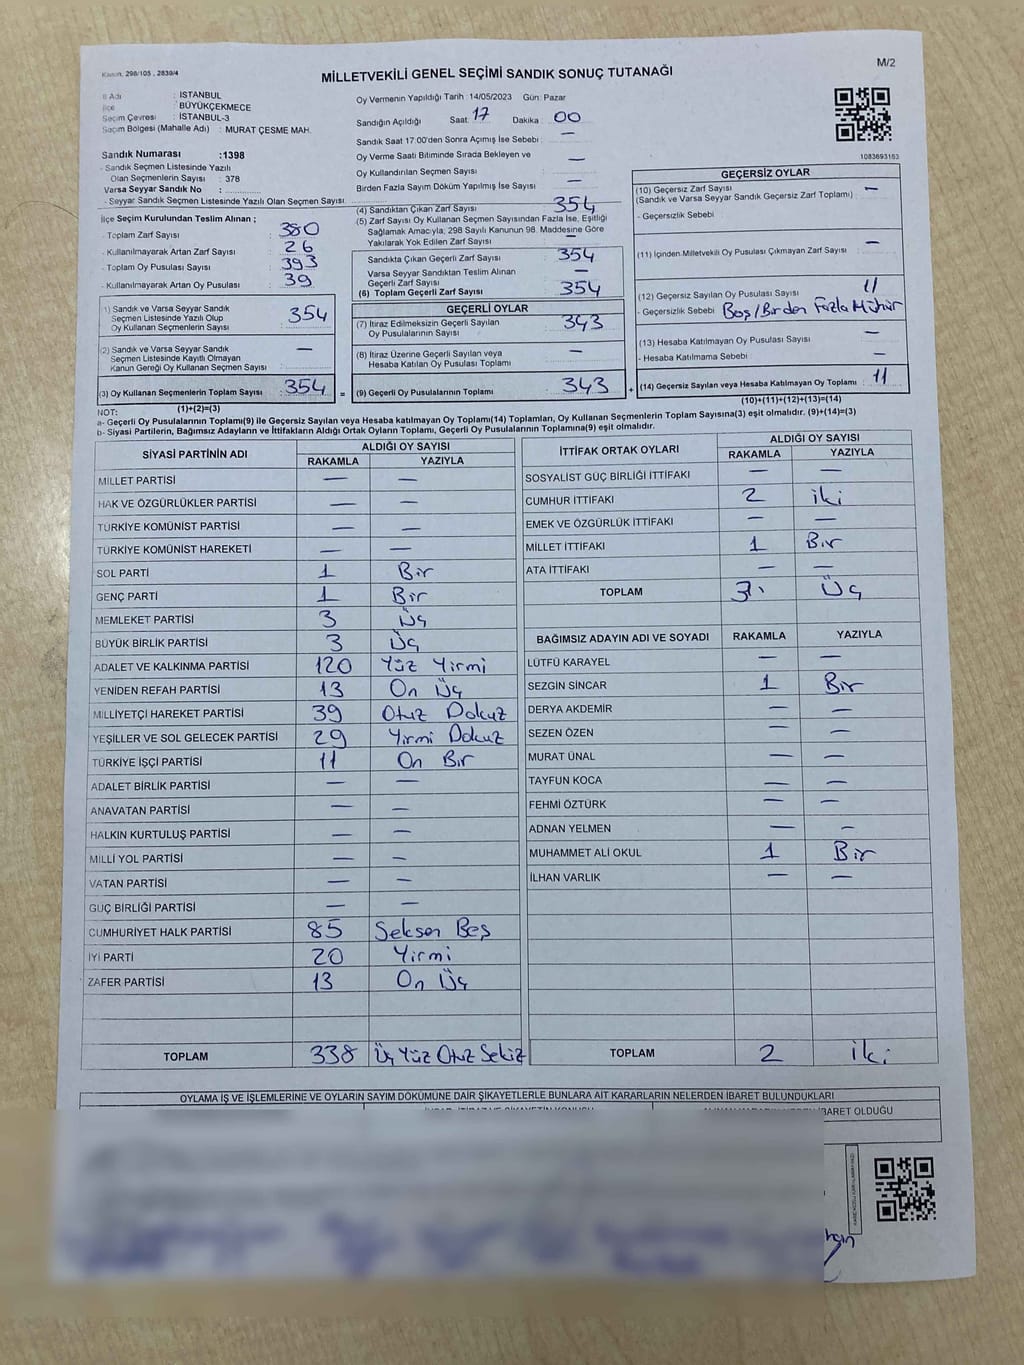 Kanun. 298/105 , 2839/4
M/2
MİLLETVEKİLİ GENEL SEÇİMİ SANDIK SONUÇ TUTANAĞI
İl Adı : İSTANBUL
İlçe : BÜYÜKÇEKMECE
Seçim Çevresi : İSTANBUL-3
Seçim Bölgesi (Mahalle Adı) : MURAT ÇESME MAH.
Sandık Numarası :1398
- Sandık Seçmen Listesinde Yazılı
Olan Seçmenlerin Sayısı : 378
Varsa Seyyar Sandık No :
- Seyyar Sandık Seçmen Listesinde Yazılı Olan Seçmen Sayısı
Oy Vermenin Yapıldığı Tarih : 14/05/2023 Gün: Pazar
Sandığın Açıldığı Saat: 17 Dakika: 00
Sandık Saat 17:00'den Sonra Açımış İse Sebebi : —
Oy Verme Saati Bitiminde Sırada Bekleyen ve
Oy Kullandırılan Seçmen Sayısı : —
Birden Fazla Sayım Döküm Yapılmış İse Sayısı : —
1083693153
İlçe Seçim Kurulundan Teslim Alınan ;
- Toplam Zarf Sayısı : 380
- Kullanılmayarak Artan Zarf Sayısı : 26
- Toplam Oy Pusulası Sayısı : 393
- Kullanılmayarak Artan Oy Pusulası : 39
1) Sandık ve Varsa Seyyar Sandık
Seçmen Listesinde Yazılı Olup
Oy Kullanan Seçmenlerin Sayısı 354
(2) Sandık ve Varsa Seyyar Sandık
Seçmen Listesinde Kayıtlı Olmayan
Kanun Gereği Oy Kullanan Seçmen Sayısı —
(3) Oy Kullanan Seçmenlerin Toplam Sayısı : 354 =
(1)+(2)=(3)
(4) Sandıktan Çıkan Zarf Sayısı : 354
(5) Zarf Sayısı Oy Kullanan Seçmen Sayısından Fazla İse, Eşitliği
Sağlamak Amacıyla; 298 Sayılı Kanunun 98. Maddesine Göre
Yakılarak Yok Edilen Zarf Sayısı : —
Sandıkta Çıkan Geçerli Zarf Sayısı : 354
Varsa Seyyar Sandıktan Teslim Alınan
Geçerli Zarf Sayısı : —
(6) Toplam Geçerli Zarf Sayısı : 354
GEÇERLİ OYLAR
(7) İtiraz Edilmeksizin Geçerli Sayılan
Oy Pusulalarının Sayısı : 343
(8) İtiraz Üzerine Geçerli Sayılan veya
Hesaba Katılan Oy Pusulası Toplamı : —
(9) Geçerli Oy Pusulalarının Toplamı : 343 +
GEÇERSİZ OYLAR
(10) Geçersiz Zarf Sayısı
(Sandık ve Varsa Seyyar Sandık Geçersiz Zarf Toplamı) : —
- Geçersizlik Sebebi
(11) İçinden Milletvekili Oy Pusulası Çıkmayan Zarf Sayısı : —
(12) Geçersiz Sayılan Oy Pusulası Sayısı : 11
- Geçersizlik Sebebi Boş/Birden Fazla Mühür
(13) Hesaba Katılmayan Oy Pusulası Sayısı : —
- Hesaba Katılmama Sebebi —
(14) Geçersiz Sayılan veya Hesaba Katılmayan Oy Toplamı : 11
(10)+(11)+(12)+(13)=(14)
NOT:
a- Geçerli Oy Pusulalarının Toplamı(9) ile Geçersiz Sayılan veya Hesaba Katılmayan Oy Toplamı(14) Toplamları, Oy Kullanan Seçmenlerin Toplam Sayısına(3) eşit olmalıdır. (9)+(14)=(3)
b- Siyasi Partilerin, Bağımsız Adayların ve İttifakların Aldığı Ortak Oyların Toplamı, Geçerli Oy Pusulalarının Toplamına(9) eşit olmalıdır.
SİYASİ PARTİNİN ADI ALDIĞI OY SAYISI
RAKAMLA YAZIYLA
MİLLET PARTİSİ — —
HAK VE ÖZGÜRLÜKLER PARTİSİ — —
TÜRKİYE KOMÜNİST PARTİSİ — —
TÜRKİYE KOMÜNİST HAREKETİ — —
SOL PARTİ 1 Bir
GENÇ PARTİ 1 Bir
MEMLEKET PARTİSİ 3 Üç
BÜYÜK BİRLİK PARTİSİ 3 Üç
ADALET VE KALKINMA PARTİSİ 120 Yüz Yirmi
YENİDEN REFAH PARTİSİ 13 On Üç
MİLLİYETÇİ HAREKET PARTİSİ 39 Otuz Dokuz
YEŞİLLER VE SOL GELECEK PARTİSİ 29 Yirmi Dokuz
TÜRKİYE İŞÇİ PARTİSİ 11 On Bir
ADALET BİRLİK PARTİSİ — —
ANAVATAN PARTİSİ — —
HALKIN KURTULUŞ PARTİSİ — —
MİLLİ YOL PARTİSİ — —
VATAN PARTİSİ — —
GÜÇ BİRLİĞİ PARTİSİ — —
CUMHURİYET HALK PARTİSİ 85 Seksen Beş
İYİ PARTİ 20 Yirmi
ZAFER PARTİSİ 13 On Üç
TOPLAM 338 Üç Yüz Otuz Sekiz
İTTİFAK ORTAK OYLARI ALDIĞI OY SAYISI
RAKAMLA YAZIYLA
SOSYALİST GÜÇ BİRLİĞİ İTTİFAKI — —
CUMHUR İTTİFAKI 2 iki
EMEK VE ÖZGÜRLÜK İTTİFAKI — —
MİLLET İTTİFAKI 1 Bir
ATA İTTİFAKI — —
TOPLAM 3 Üç
BAĞIMSIZ ADAYIN ADI VE SOYADI RAKAMLA YAZIYLA
LÜTFÜ KARAYEL — —
SEZGİN SİNCAR 1 Bir
DERYA AKDEMİR — —
SEZEN ÖZEN — —
MURAT ÜNAL — —
TAYFUN KOCA — —
FEHMİ ÖZTÜRK — —
ADNAN YELMEN — —
MUHAMMET ALİ OKUL 1 Bir
İLHAN VARLIK — —
TOPLAM 2 iki
OYLAMA İŞ VE İŞLEMLERİNE VE OYLARIN SAYIM DÖKÜMÜNE DAİR ŞİKAYETLERLE BUNLARA AİT KARARLARIN NELERDEN İBARET BULUNDUKLARI
İBARET OLDUĞU